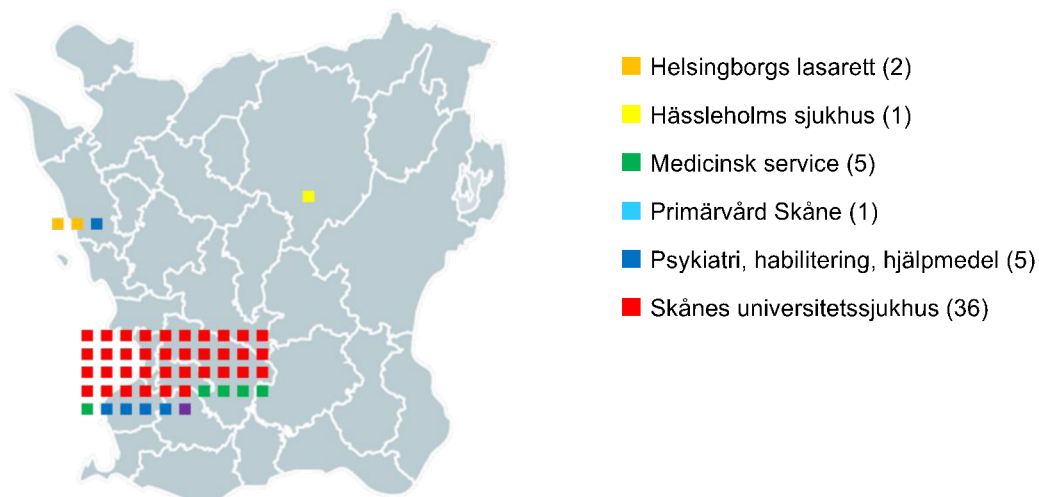 Helsingborgs lasarett (2)
Hässleholms sjukhus (1)
Medicinsk service (5)
Primärvård Skåne (1)
Psykiatri, habilitering, hjälpmedel (5)
Skånes universitetssjukhus (36)